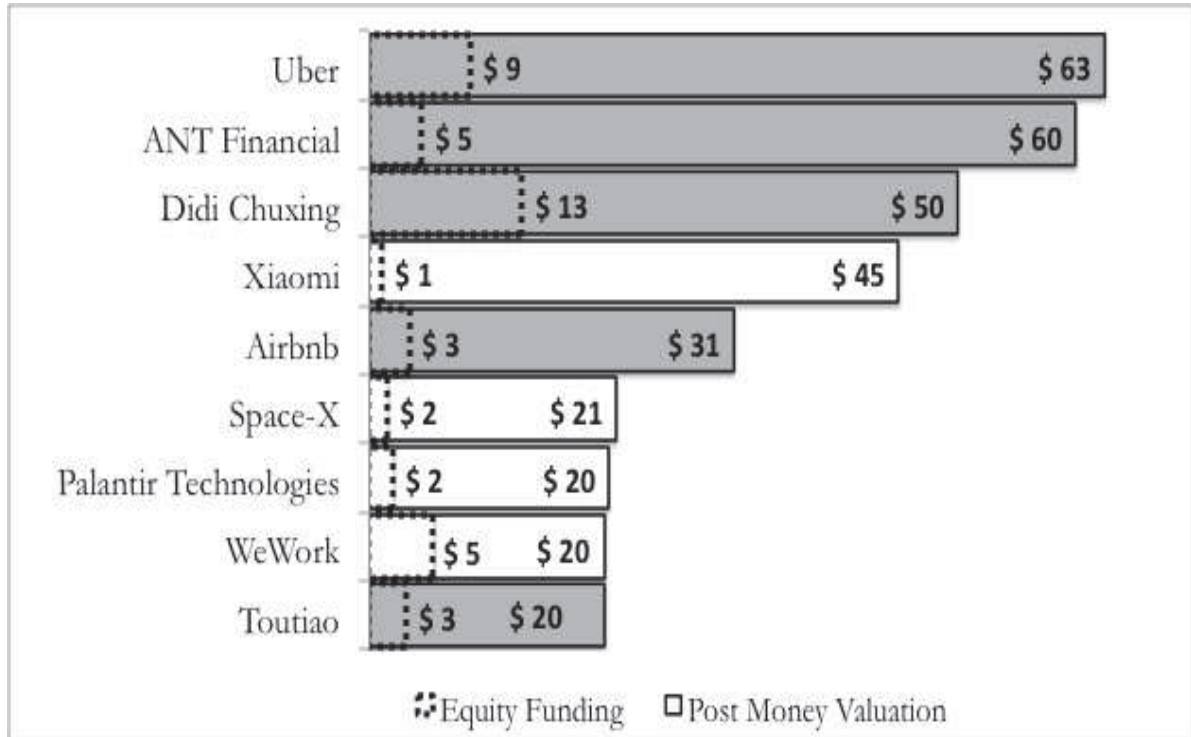 Uber $ 9 $ 63
ANT Financial $ 5 $ 60
Didi Chuxing $ 13 $ 50
Xiaomi $ 1 $ 45
Airbnb $ 3 $ 31
Space-X $ 2 $ 21
Palantir Technologies $ 2 $ 20
WeWork $ 5 $ 20
Toutiao $ 3 $ 20
Equity Funding Post Money Valuation